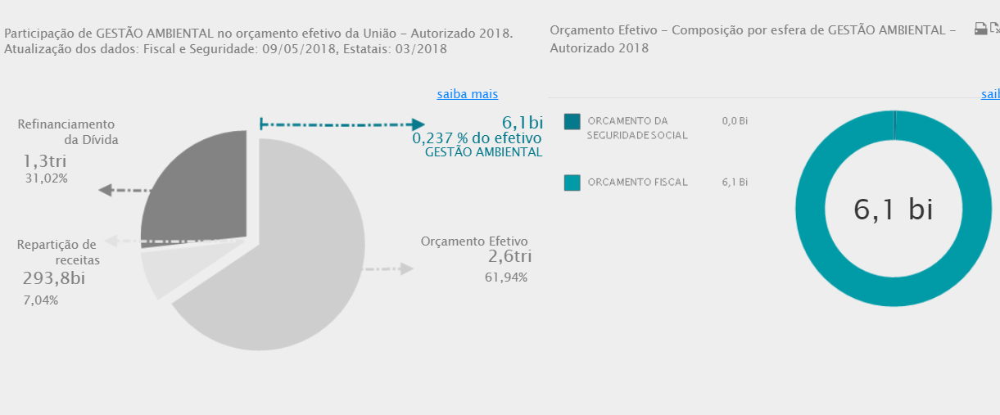 Participação de GESTÃO AMBIENTAL no orçamento efetivo da União - Autorizado 2018.
Atualização dos dados: Fiscal e Seguridade: 09/05/2018, Estatais: 03/2018
saiba mais
Refinanciamento
da Dívida
1,3tri
31,02%
6,1bi
0,237 % do efetivo
GESTÃO AMBIENTAL
Repartição de
receitas
293,8bi
7,04%
Orçamento Efetivo
2,6tri
61,94%
Orçamento Efetivo - Composição por esfera de GESTÃO AMBIENTAL -
Autorizado 2018
saib
ORCAMENTO DA
SEGURIDADE SOCIAL
0,0 Bi
ORCAMENTO FISCAL
6,1 Bi
6,1 bi